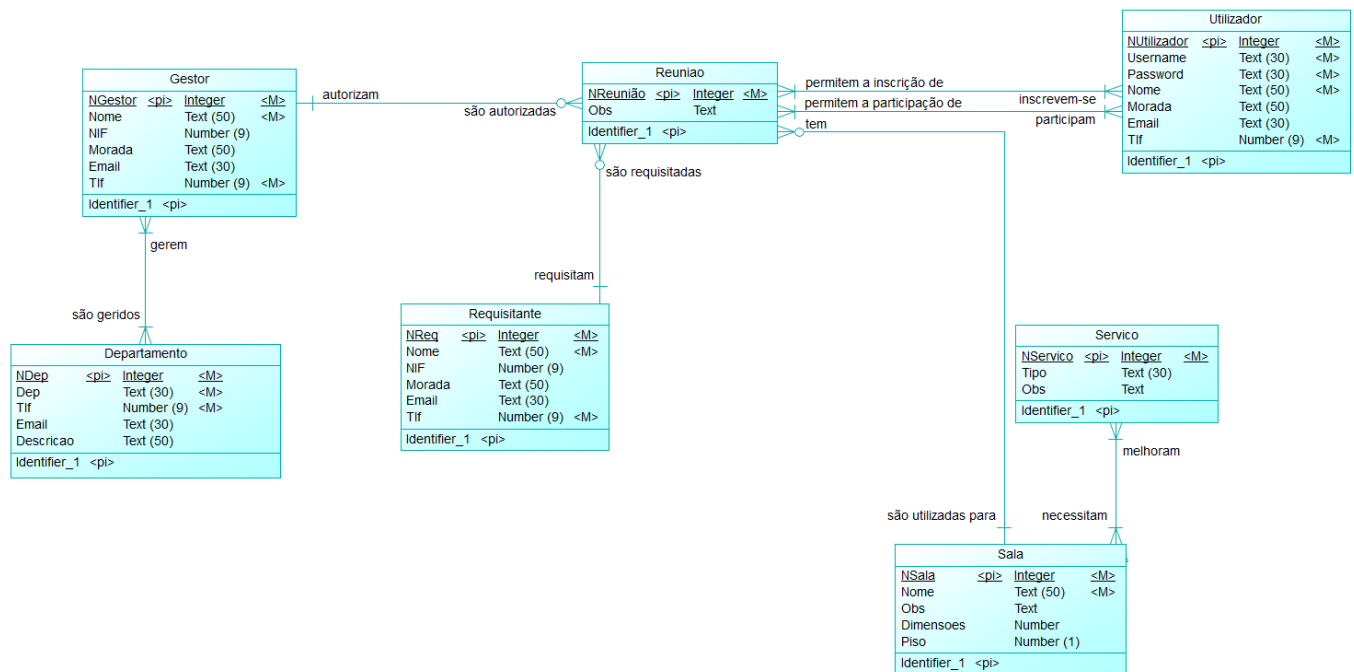 Gestor
NGestor <pi> Integer <M>
Nome Text (50) <M>
NIF Number (9)
Morada Text (50)
Email Text (30)
Tlf Number (9) <M>
Identifier_1 <pi>
autorizam
são autorizadas
Reuniao
NReunião <pi> Integer <M>
Obs Text
Identifier_1 <pi>
permitem a inscrição de
inscrevem-se
permitem a participação de
participam
tem
são requisitadas
Utilizador
NUtilizador <pi> Integer <M>
Username Text (30) <M>
Password Text (30) <M>
Nome Text (50) <M>
Morada Text (50)
Email Text (30)
Tlf Number (9) <M>
Identifier_1 <pi>
gerem
são geridos
requisitam
Departamento
NDep <pi> Integer <M>
Dep Text (30) <M>
Tlf Number (9) <M>
Email Text (30)
Descricao Text (50)
Identifier_1 <pi>
Requisitante
NReq <pi> Integer <M>
Nome Text (50) <M>
NIF Number (9)
Morada Text (50)
Email Text (30)
Tlf Number (9) <M>
Identifier_1 <pi>
Servico
NServico <pi> Integer <M>
Tipo Text (30)
Obs Text
Identifier_1 <pi>
melhoram
são utilizadas para
necessitam
Sala
NSala <pi> Integer <M>
Nome Text (50) <M>
Obs Text
Dimensoes Number
Piso Number (1)
Identifier_1 <pi>